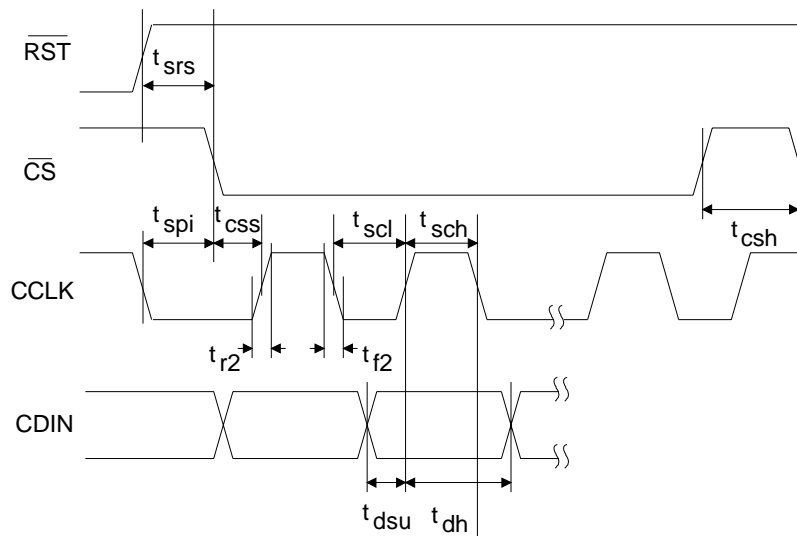 RST
t srs
CS
t spi t css t scl t sch t csh
CCLK
t r2 t f2
CDIN
t dsu t dh